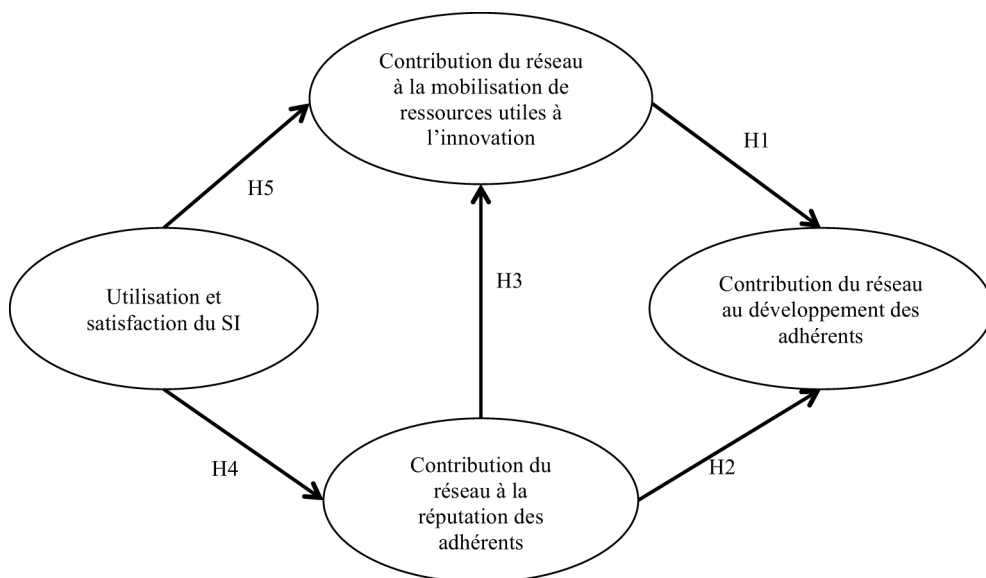 Contribution du réseau
à la mobilisation de
ressources utiles à
l’innovation
H1
H5
Utilisation et
satisfaction du SI
H3
Contribution du réseau
au développement des
adhérents
H4
H2
Contribution du
réseau à la
réputation des
adhérents